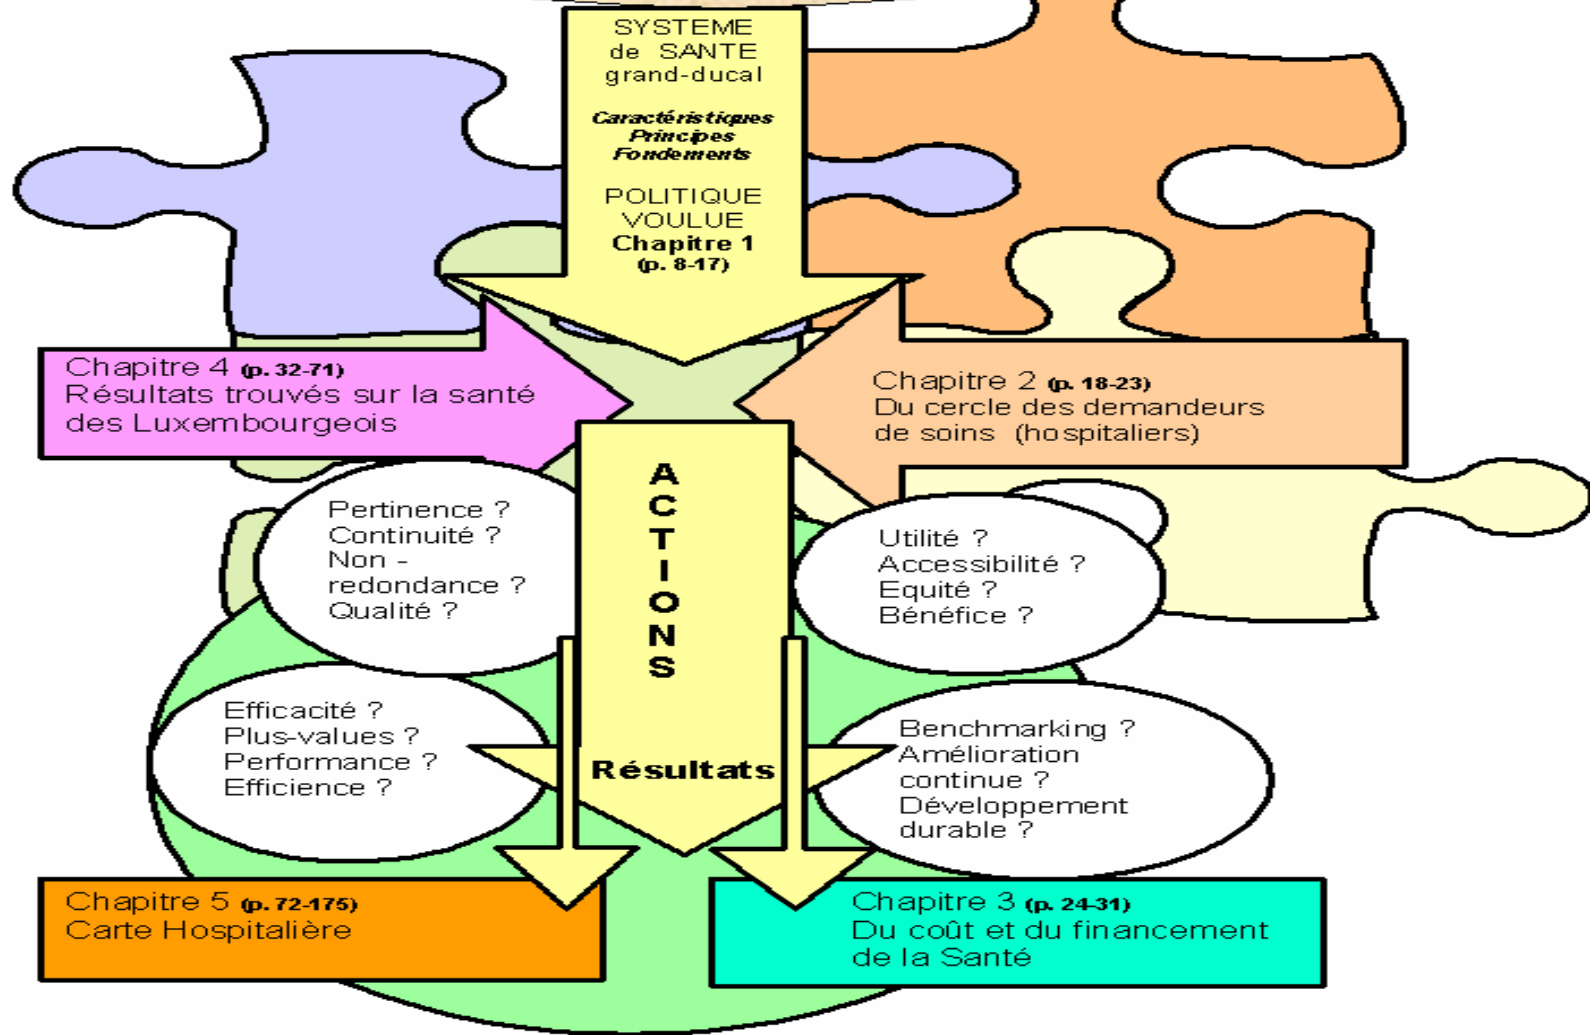 SYSTEME
de SANTE
grand-ducal
Caractéristiques
Principes
Fondements
POLITIQUE
VOULUE
Chapitre 1
(p. 8-17)
Chapitre 4 (p. 32-71)
Résultats trouvés sur la santé
des Luxembourgeois
Chapitre 2 (p. 18-23)
Du cercle des demandeurs
de soins (hospitaliers)
A
C
T
I
O
N
S
Résultats
Pertinence ?
Continuité ?
Non -
redondance ?
Qualité ?
Utilité ?
Accessibilité ?
Equité ?
Bénéfice ?
Efficacité ?
Plus-values ?
Performance ?
Efficience ?
Benchmarking ?
Amélioration
continue ?
Développement
durable ?
Chapitre 5 (p. 72-175)
Carte Hospitalière
Chapitre 3 (p. 24-31)
Du coût et du financement
de la Santé